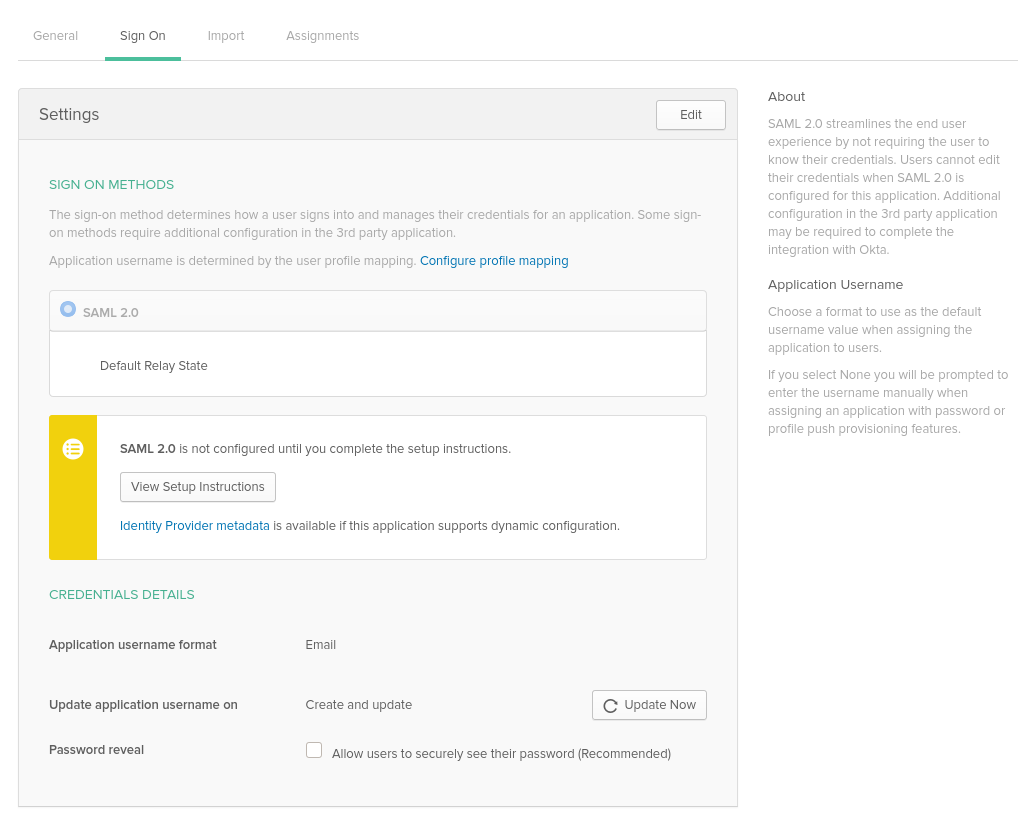 General
Sign On
Import
Assignments
Settings
Edit
SIGN ON METHODS
The sign-on method determines how a user signs into and manages their credentials for an application. Some sign-
on methods require additional configuration in the 3rd party application.
Application username is determined by the user profile mapping. Configure profile mapping
SAML 2.0
Default Relay State
SAML 2.0 is not configured until you complete the setup instructions.
View Setup Instructions
Identity Provider metadata is available if this application supports dynamic configuration.
CREDENTIALS DETAILS
Application username format
Email
Update application username on
Create and update
Update Now
Password reveal
Allow users to securely see their password (Recommended)
About
SAML 2.0 streamlines the end user
experience by not requiring the user to
know their credentials. Users cannot edit
their credentials when SAML 2.0 is
configured for this application. Additional
configuration in the 3rd party application
may be required to complete the
integration with Okta.
Application Username
Choose a format to use as the default
username value when assigning the
application to users.
If you select None you will be prompted to
enter the username manually when
assigning an application with password or
profile push provisioning features.